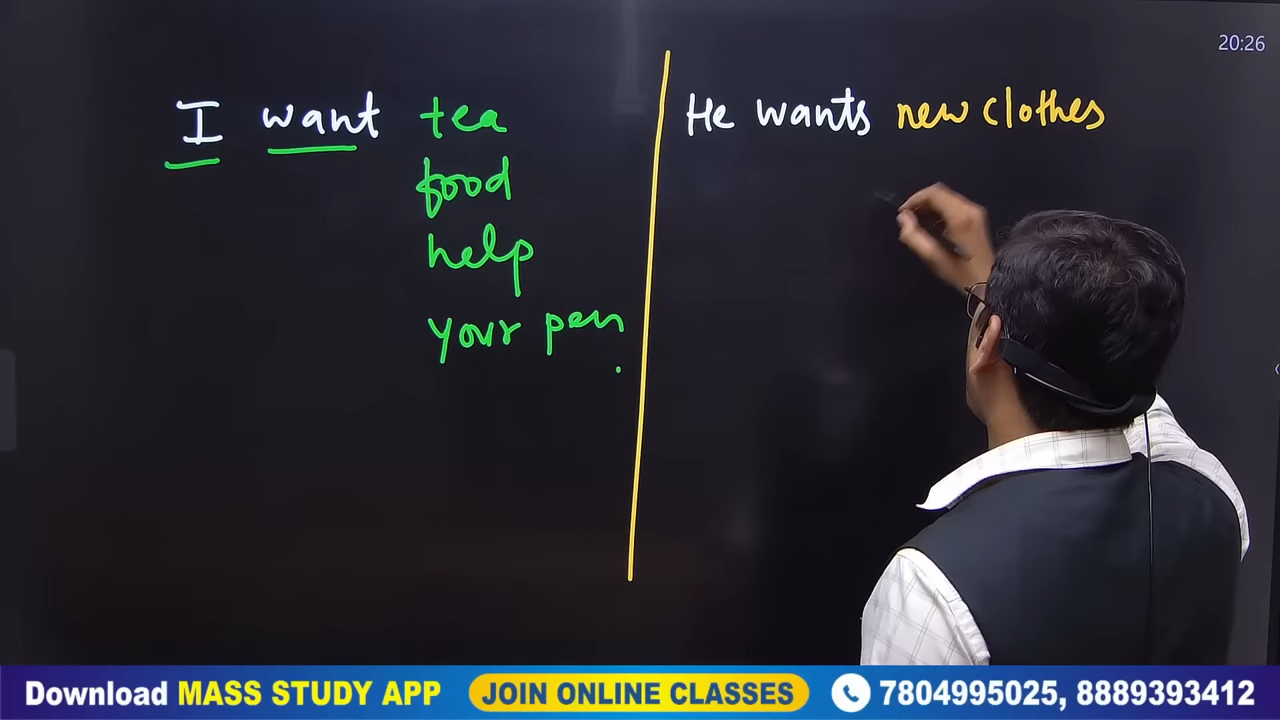 20:26
I want tea
food
help
your pen
He wants new clothes
Download MASS STUDY APP JOIN ONLINE CLASSES 7804995025, 8889393412